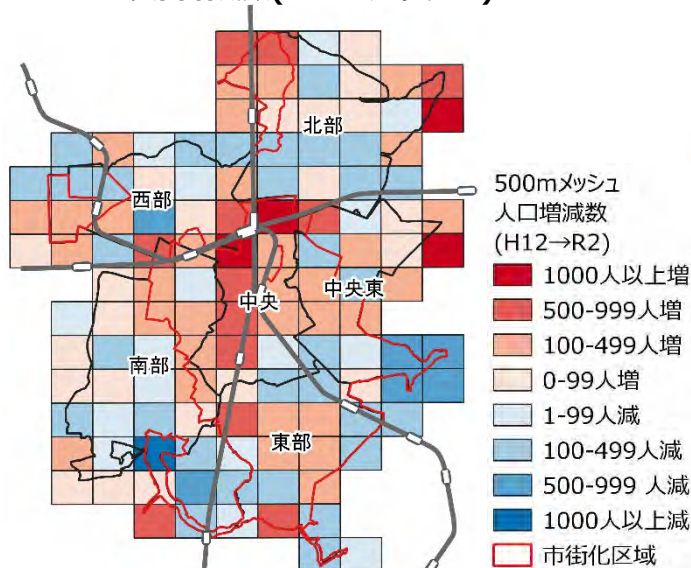 北部
西部
中央
中央東
南部
東部
500mメッシュ
人口増減数
(H12→R2)
1000人以上増
500-999人増
100-499人増
0-99人増
1-99人減
100-499人減
500-999 人減
1000人以上減
市街化区域